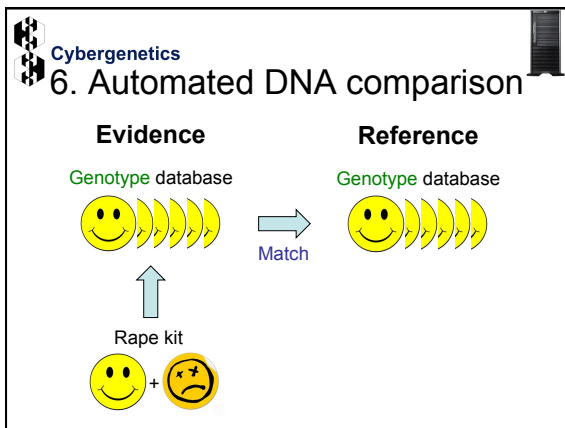 Cybergenetics
6. Automated DNA comparison
Evidence
Reference
Genotype database
Genotype database
Match
Rape kit
+